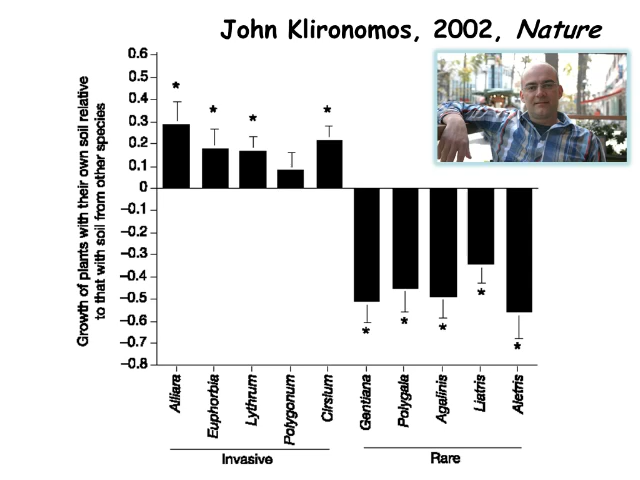 John Klironomos, 2002, Nature
Growth of plants with their own soil relative
to that with soil from other species
0.6
0.5
0.4
0.3
0.2
0.1
0
–0.1
–0.2
–0.3
–0.4
–0.5
–0.6
–0.7
–0.8
* * * *
* * * * *
Alliara
Euphorbia
Lythrum
Polygonum
Cirsium
Gentiana
Polygala
Agalinis
Liatris
Aletris
Invasive
Rare